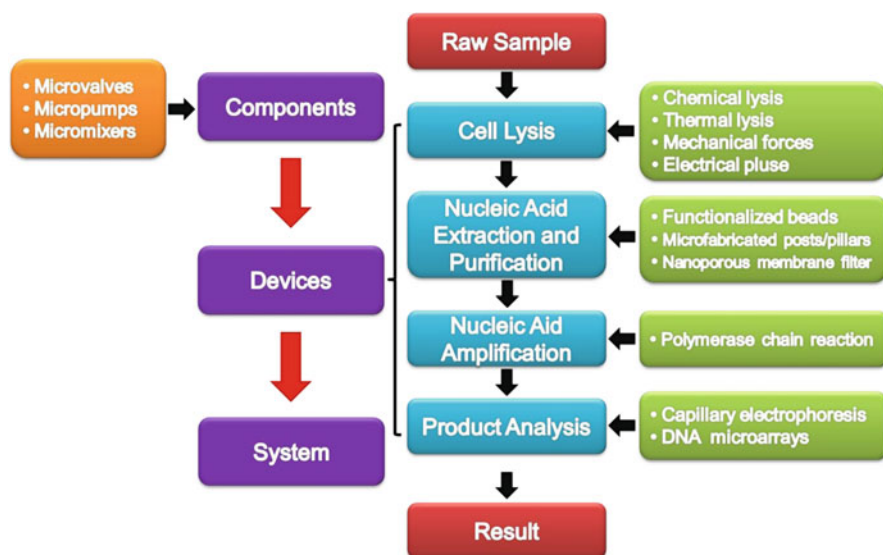 Raw Sample
• Microvalves
• Micropumps
• Micromixers
Components
Cell Lysis
• Chemical lysis
• Thermal lysis
• Mechanical forces
• Electrical pluse
Nucleic Acid
Extraction and
Purification
• Functionalized beads
• Microfabricated posts/pillars
• Nanoporous membrane filter
Devices
Nucleic Aid
Amplification
• Polymerase chain reaction
System
Product Analysis
• Capillary electrophoresis
• DNA microarrays
Result